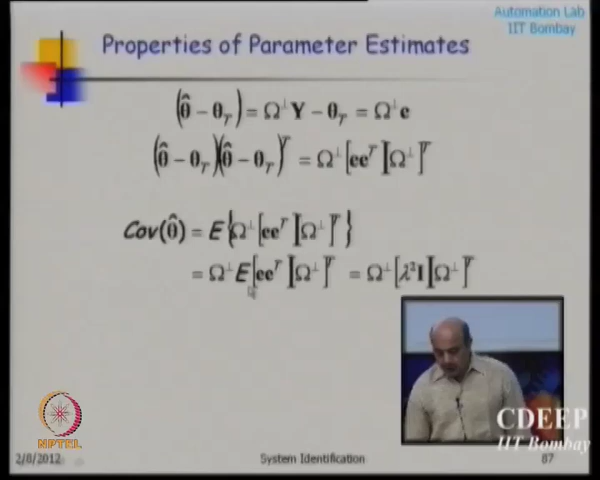 Automation Lab
IIT Bombay
Properties of Parameter Estimates
(θ̂ − θ_T) = Ω^⊥ Y − θ_T = Ω^⊥ e
(θ̂ − θ_T)(θ̂ − θ_T)^T = Ω^⊥ [ee^T][Ω^⊥]^T
Cov(θ̂) = E{Ω^⊥ [ee^T][Ω^⊥]^T}
= Ω^⊥ E[ee^T][Ω^⊥]^T = Ω^⊥ [λ²I][Ω^⊥]^T
CDEEP
IIT Bombay
NPTEL
2/8/2012 System Identification 87